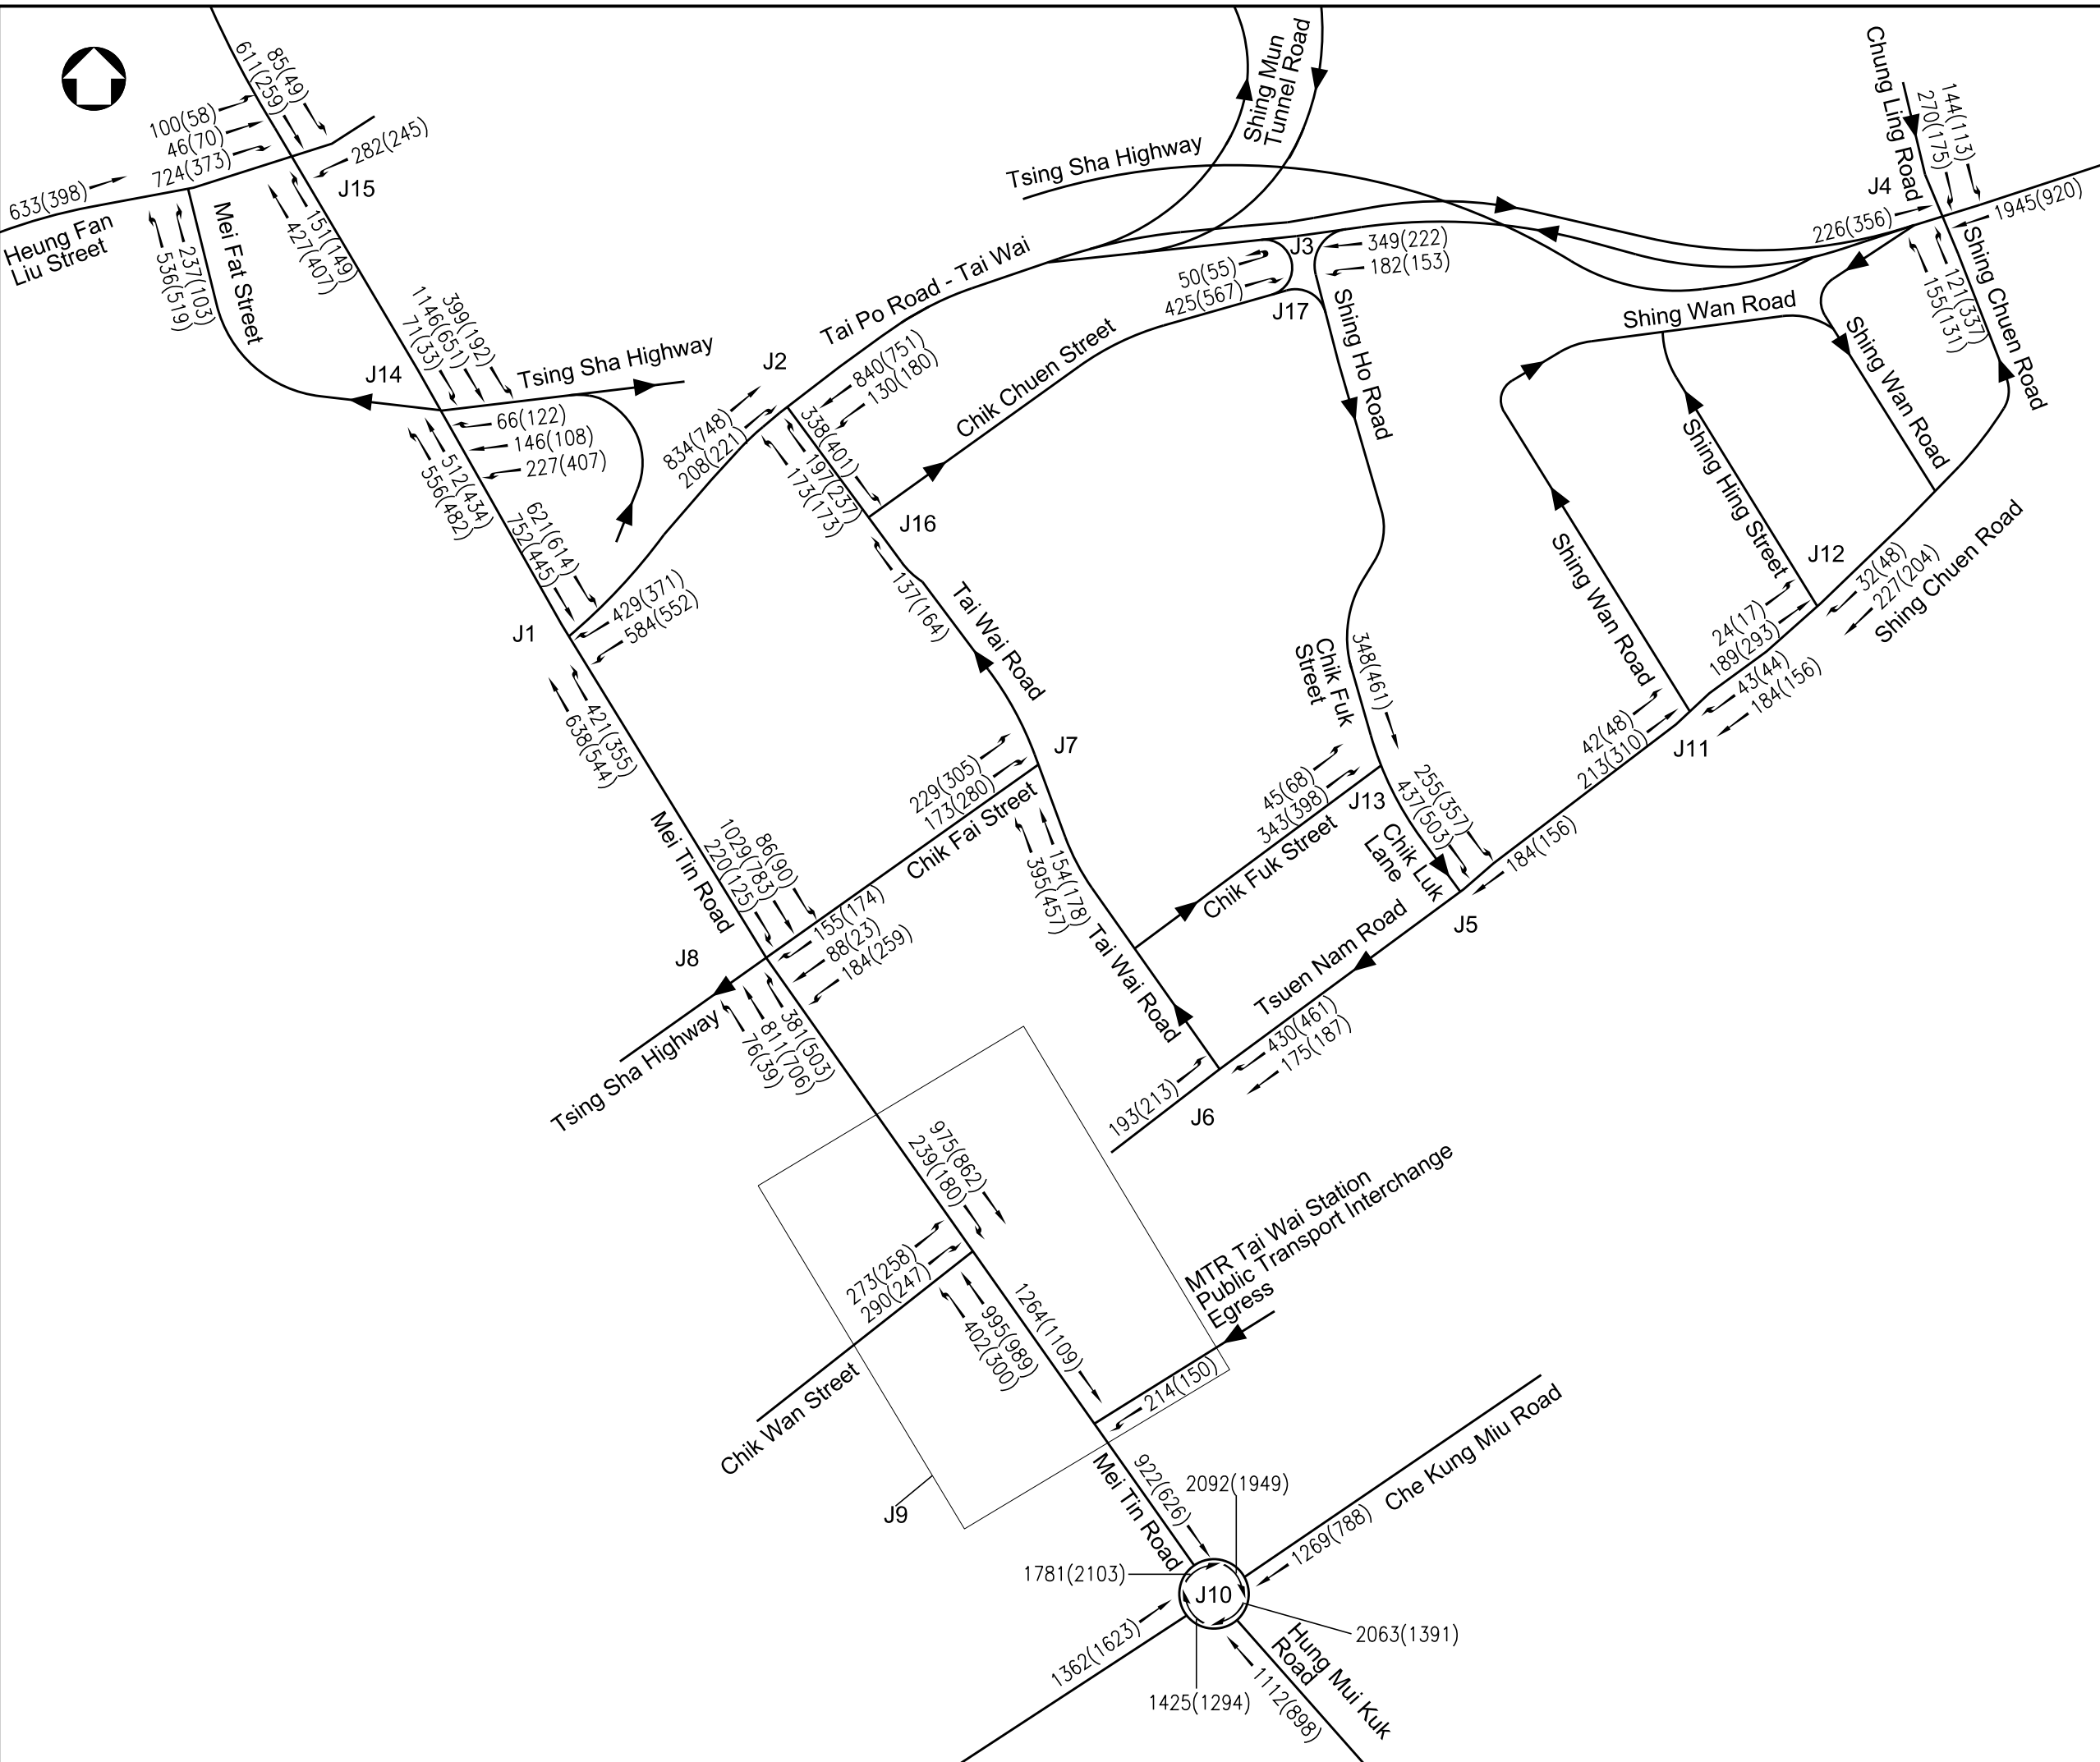 611(259)
85(49)
100(58)
46(70)
724(373)
282(245)
J15
633(398)
Heung Fan
Liu Street
Mei Fat Street
237(103)
536(519)
151(149)
427(407)
399(192)
1146(651)
71(33)
J14
Tsing Sha Highway
66(122)
146(108)
227(407)
512(434)
556(482)
621(614)
752(445)
J1
429(371)
584(552)
421(355)
638(544)
Shing Mun
Tunnel Road
Tsing Sha Highway
Tai Po Road - Tai Wai
J2
840(751)
130(180)
834(748)
208(221)
338(401)
197(237)
173(173)
J16
137(164)
Chik Chuen Street
J3
349(222)
182(153)
50(55)
425(567)
J17
Shing Ho Road
Chung Ling Road
144(113)
270(175)
J4
226(356)
1945(920)
121(337)
155(131)
Shing Chuen Road
Shing Wan Road
Shing Wan Road
Shing Hing Street
Shing Wan Road
J12
32(48)
227(204)
Shing Chuen Road
24(17)
189(293)
43(44)
184(156)
J11
42(48)
213(310)
Tai Wai Road
J7
229(305)
173(280)
Chik Fai Street
154(178)
395(457)
Tai Wai Road
Chik Fuk
Street
348(461)
45(68)
343(398)
J13
Chik Fuk Street
255(357)
437(503)
Chik Luk
Lane
184(156)
J5
Tsuen Nam Road
430(461)
175(187)
193(213)
J6
Mei Tin Road
86(90)
1029(783)
220(125)
155(174)
88(23)
184(259)
J8
Tsing Sha Highway
381(503)
811(706)
76(39)
975(862)
239(180)
273(258)
290(247)
995(989)
402(300)
Chik Wan Street
1264(1109)
MTR Tai Wai Station
Public Transport Interchange
Egress
214(150)
J9
Mei Tin Road
922(626)
2092(1949)
Che Kung Miu Road
1269(788)
1781(2103)
J10
2063(1391)
1362(1623)
1425(1294)
1112(898)
Hung Mui Kuk
Road